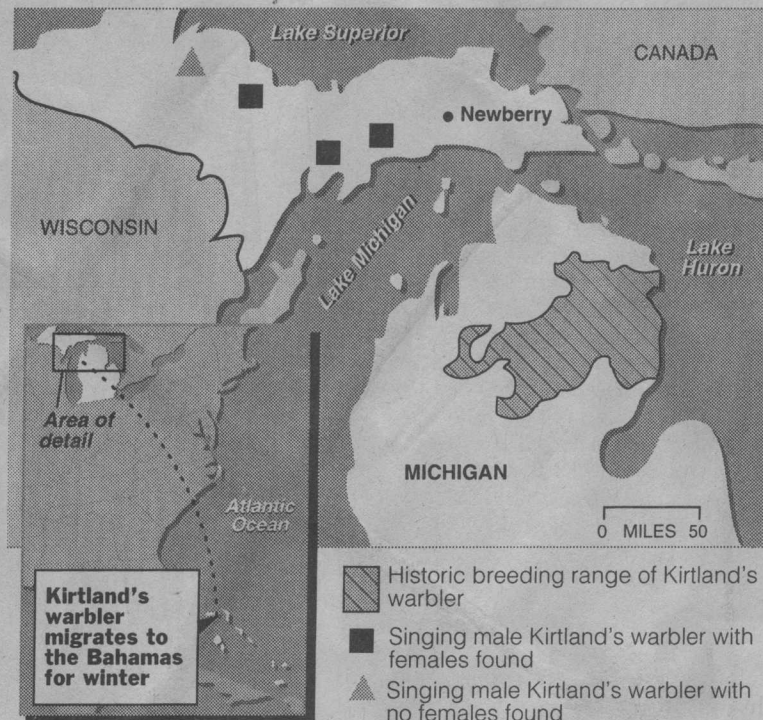 Lake Superior
CANADA
Newberry
WISCONSIN
Lake Michigan
Lake
Huron
Area of
detail
MICHIGAN
Atlantic
Ocean
0 MILES 50
Kirtland's
warbler
migrates to
the Bahamas
for winter
Historic breeding range of Kirtland's
warbler
Singing male Kirtland's warbler with
females found
Singing male Kirtland's warbler with
no females found